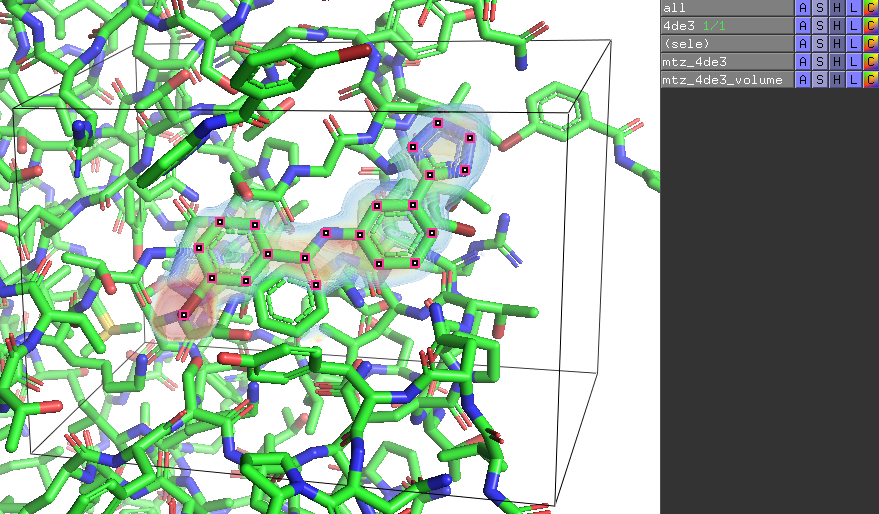 all A S H L C
4de3 1/1 A S H L C
(sele) A S H L C
mtz_4de3 A S H L C
mtz_4de3_volume A S H L C